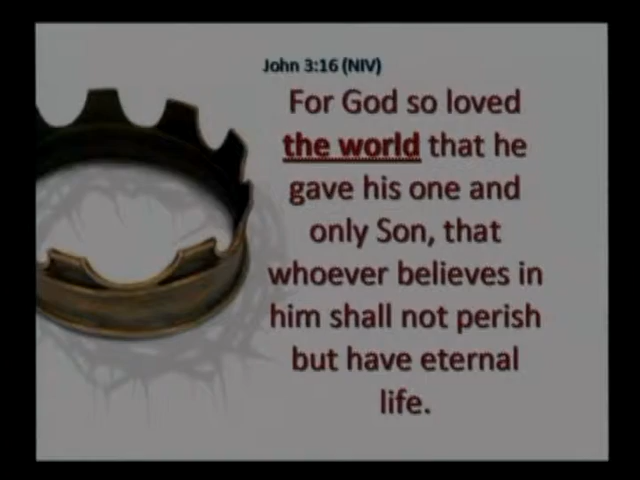 John 3:16 (NIV)
For God so loved
the world that he
gave his one and
only Son, that
whoever believes in
him shall not perish
but have eternal
life.